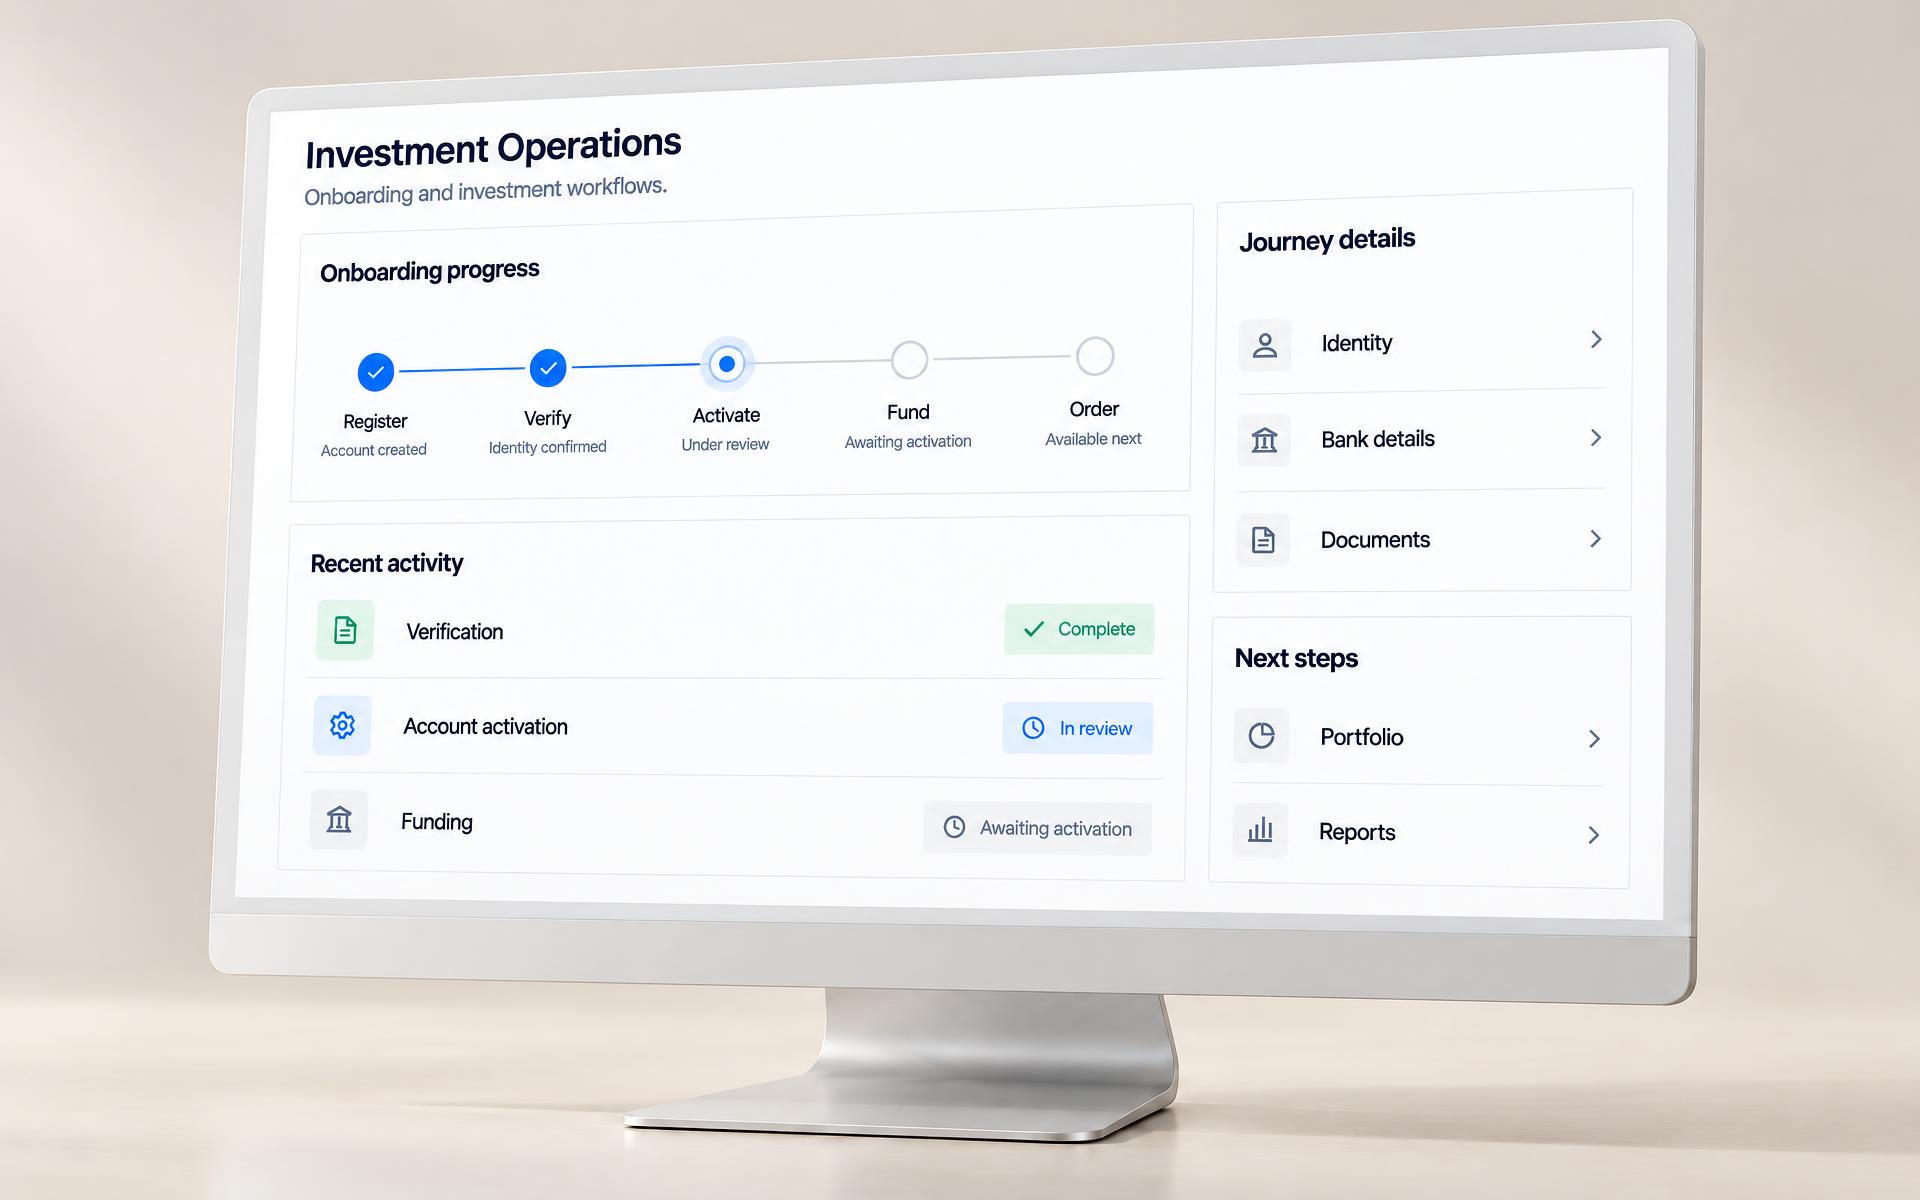 Investment Operations
Onboarding and investment workflows.
Onboarding progress
Register
Account created
Verify
Identity confirmed
Activate
Under review
Fund
Awaiting activation
Order
Available next
Recent activity
Verification
Complete
Account activation
In review
Funding
Awaiting activation
Journey details
Identity
Bank details
Documents
Next steps
Portfolio
Reports